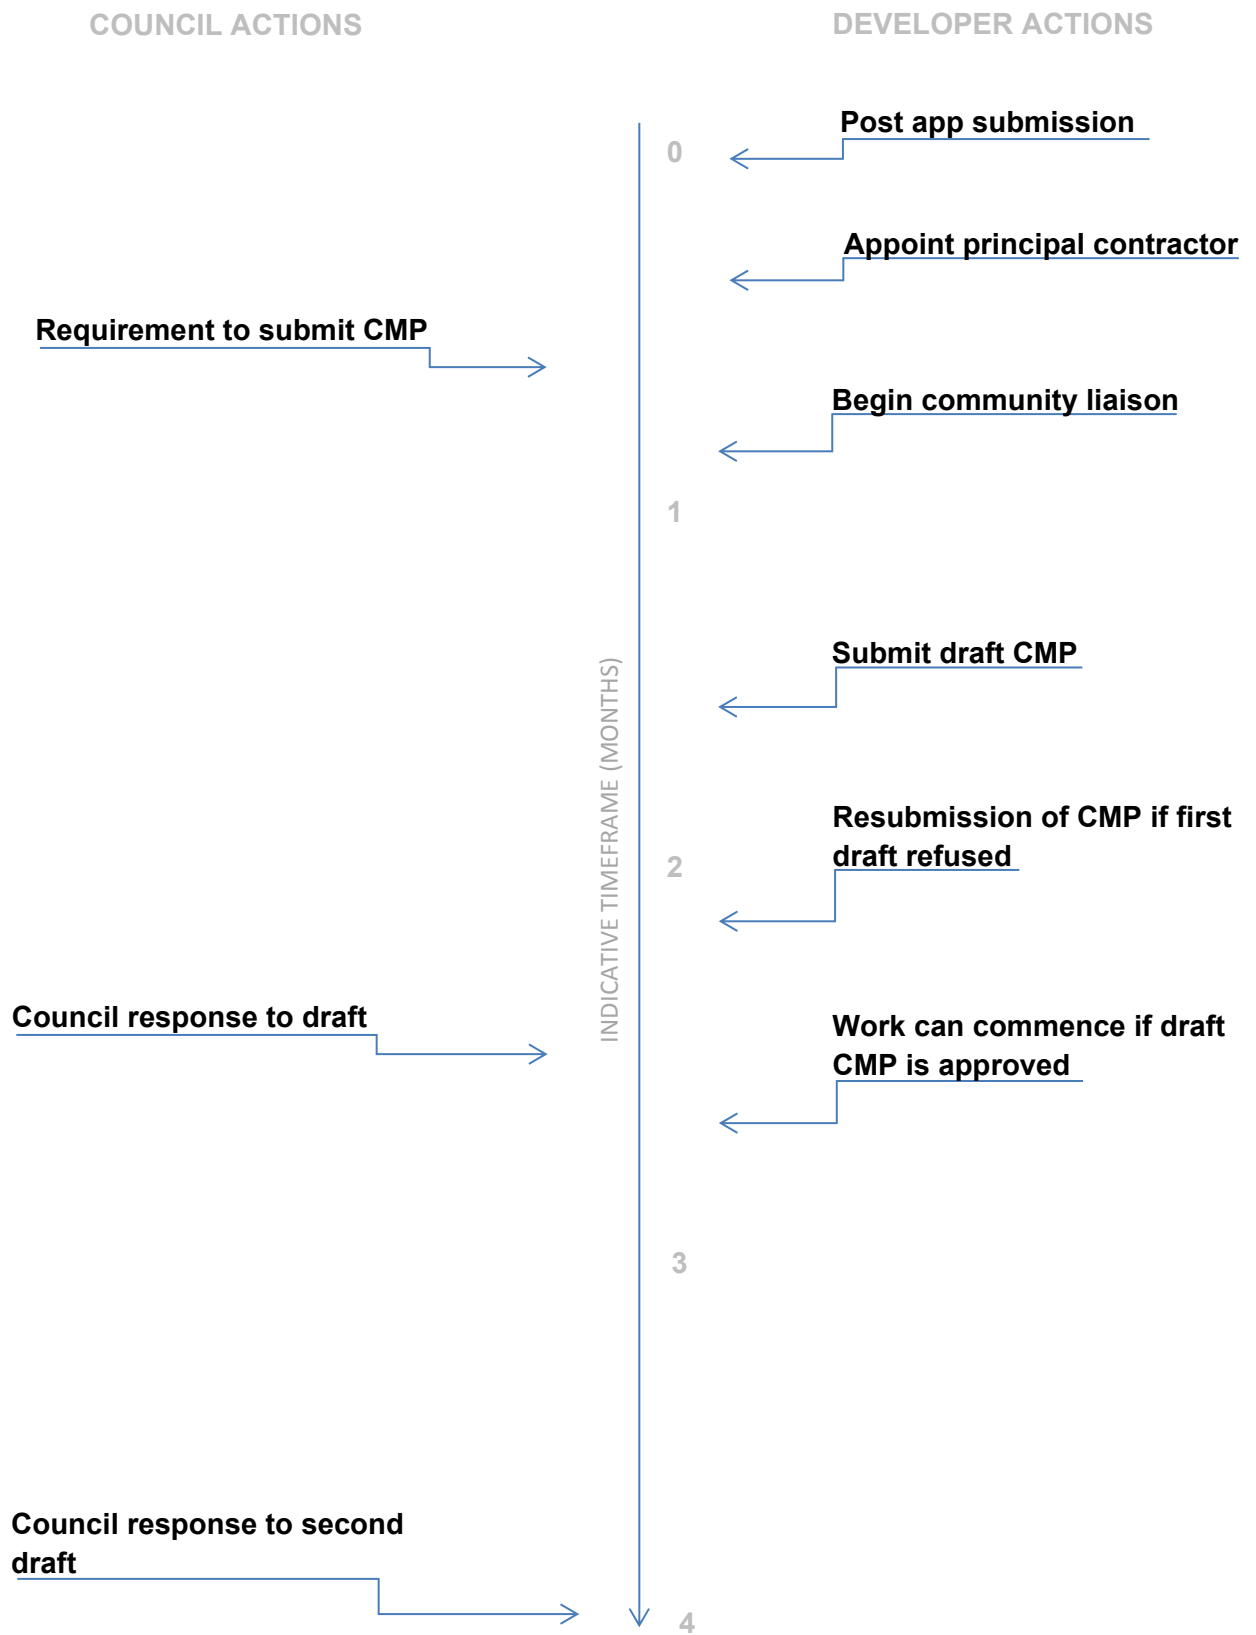 COUNCIL ACTIONS
DEVELOPER ACTIONS
Post app submission
0
Appoint principal contractor
Requirement to submit CMP
Begin community liaison
1
Submit draft CMP
INDICATIVE TIMEFRAME (MONTHS)
Resubmission of CMP if first
draft refused
2
Council response to draft
Work can commence if draft
CMP is approved
3
Council response to second
draft
4